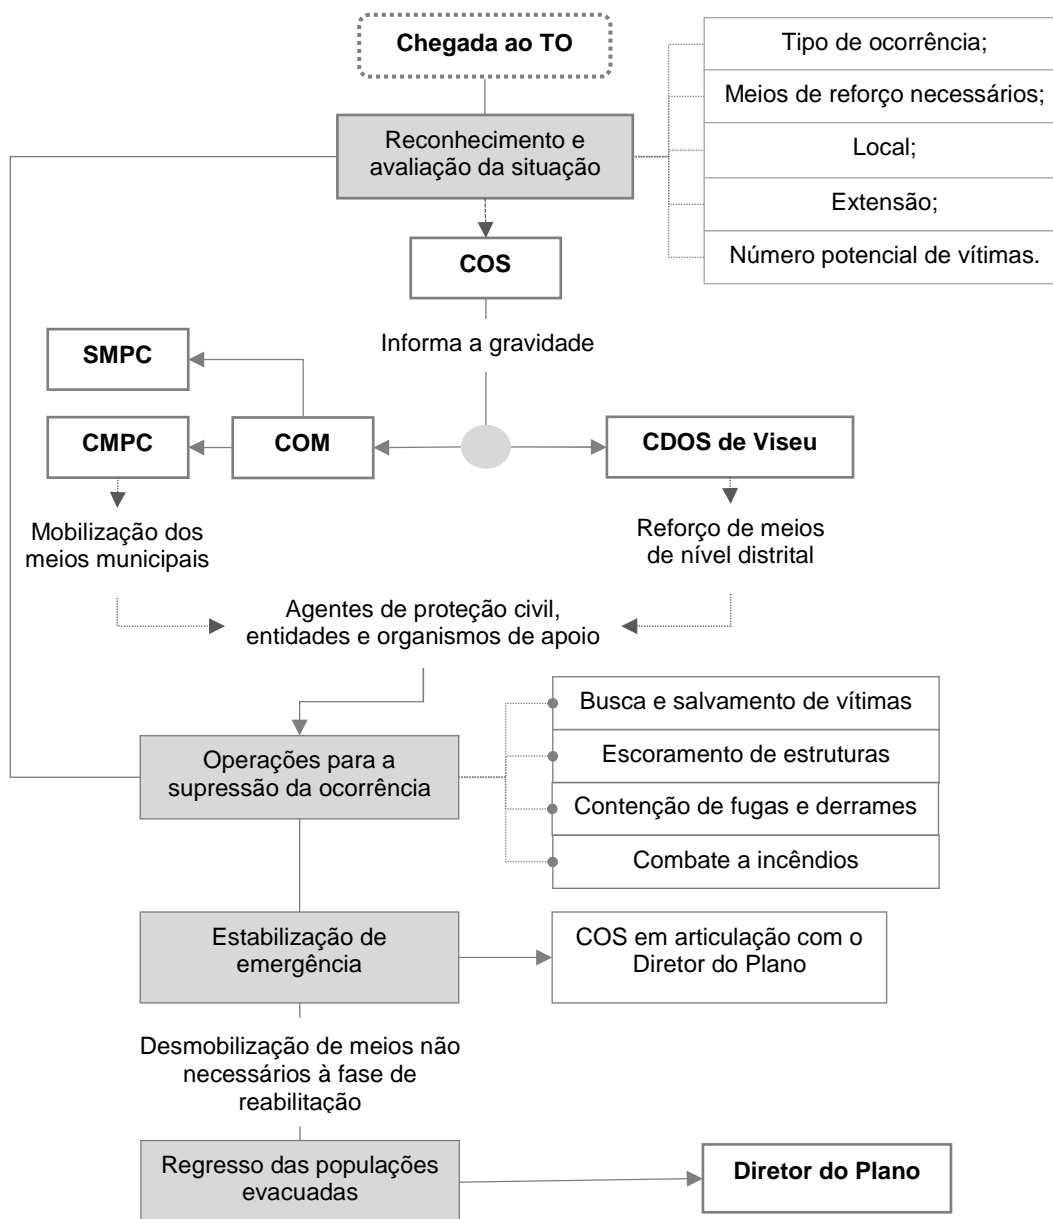 Chegada ao TO
Tipo de ocorrência;
Meios de reforço necessários;
Local;
Extensão;
Número potencial de vítimas.
Reconhecimento e
avaliação da situação
COS
Informa a gravidade
SMPC
CMPC
COM
CDOS de Viseu
Mobilização dos
meios municipais
Reforço de meios
de nível distrital
Agentes de proteção civil,
entidades e organismos de apoio
Operações para a
supressão da ocorrência
Busca e salvamento de vítimas
Escoramento de estruturas
Contenção de fugas e derrames
Combate a incêndios
Estabilização de
emergência
COS em articulação com o
Diretor do Plano
Desmobilização de meios não
necessários à fase de
reabilitação
Regresso das populações
evacuadas
Diretor do Plano